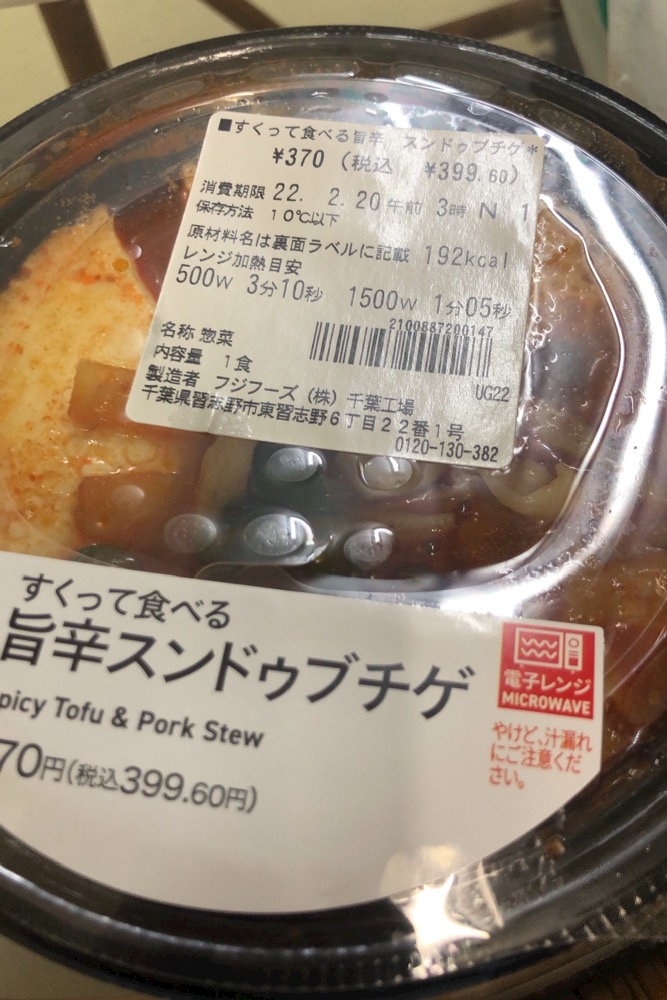 ■すくって食べる旨辛 スンドゥブチゲ*
¥370 (税込 ¥399.60)
消費期限 22. 2.20午前 3時 N 1
保存方法 10℃以下
原材料名は裏面ラベルに記載 192kcal
レンジ加熱目安
500W 3分10秒 1500W 1分05秒
2100887200147
名称 惣菜
内容量 1食
UG22
製造者 フジフーズ(株)千葉工場
千葉県習志野市東習志野6丁目22番1号
0120-130-382
すくって食べる
旨辛スンドゥブチゲ
picy Tofu & Pork Stew
70円(税込399.60円)
電子レンジ
MICROWAVE
やけど、汁漏れ
にご注意くだ
さい。